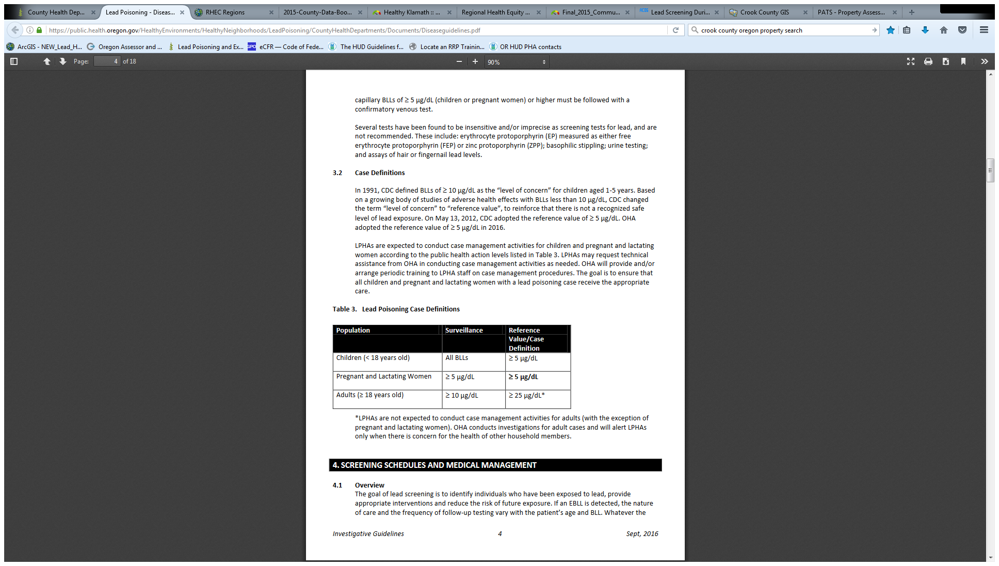 County Health Dep...
Lead Poisoning - Diseas...
RHEC Regions
2015-County-Data-Boo...
Healthy Klamath :: ...
Regional Health Equity ...
Final_2015_Commu...
ACOG Lead Screening Duri...
Crook County GIS
PATS - Property Assess...
https://public.health.oregon.gov/HealthyEnvironments/HealthyNeighborhoods/LeadPoisoning/CountyHealthDepartments/Documents/Diseaseguidelines.pdf
crook county oregon property search
ArcGIS - NEW_Lead_H...
Oregon Assessor and ...
Lead Poisoning and Ex...
GPO eCFR — Code of Fede...
The HUD Guidelines f...
Locate an RRP Trainin...
OR HUD PHA contacts
Page: 4 of 18
90%
capillary BLLs of ≥ 5 µg/dL (children or pregnant women) or higher must be followed with a
confirmatory venous test.
Several tests have been found to be insensitive and/or imprecise as screening tests for lead, and are
not recommended. These include: erythrocyte protoporphyrin (EP) measured as either free
erythrocyte protoporphyrin (FEP) or zinc protoporphyrin (ZPP); basophilic stippling; urine testing;
and assays of hair or fingernail lead levels.
3.2 Case Definitions
In 1991, CDC defined BLLs of ≥ 10 µg/dL as the “level of concern” for children aged 1-5 years. Based
on a growing body of studies of adverse health effects with BLLs less than 10 µg/dL, CDC changed
the term “level of concern” to “reference value”, to reinforce that there is not a recognized safe
level of lead exposure. On May 13, 2012, CDC adopted the reference value of ≥ 5 µg/dL. OHA
adopted the reference value of ≥ 5 µg/dL in 2016.
LPHAs are expected to conduct case management activities for children and pregnant and lactating
women according to the public health action levels listed in Table 3. LPHAs may request technical
assistance from OHA in conducting case management activities as needed. OHA will provide and/or
arrange periodic training to LPHA staff on case management procedures. The goal is to ensure that
all children and pregnant and lactating women with a lead poisoning case receive the appropriate
care.
Table 3. Lead Poisoning Case Definitions
Population Surveillance Reference
Value/Case
Definition
Children (< 18 years old) All BLLs ≥ 5 µg/dL
Pregnant and Lactating Women ≥ 5 µg/dL ≥ 5 µg/dL
Adults (≥ 18 years old) ≥ 10 µg/dL ≥ 25 µg/dL*
*LPHAs are not expected to conduct case management activities for adults (with the exception of
pregnant and lactating women). OHA conducts investigations for adult cases and will alert LPHAs
only when there is concern for the health of other household members.
4. SCREENING SCHEDULES AND MEDICAL MANAGEMENT
4.1 Overview
The goal of lead screening is to identify individuals who have been exposed to lead, provide
appropriate interventions and reduce the risk of future exposure. If an EBLL is detected, the nature
of care and the frequency of follow-up testing vary with the patient’s age and BLL. Whatever the
Investigative Guidelines 4 Sept, 2016